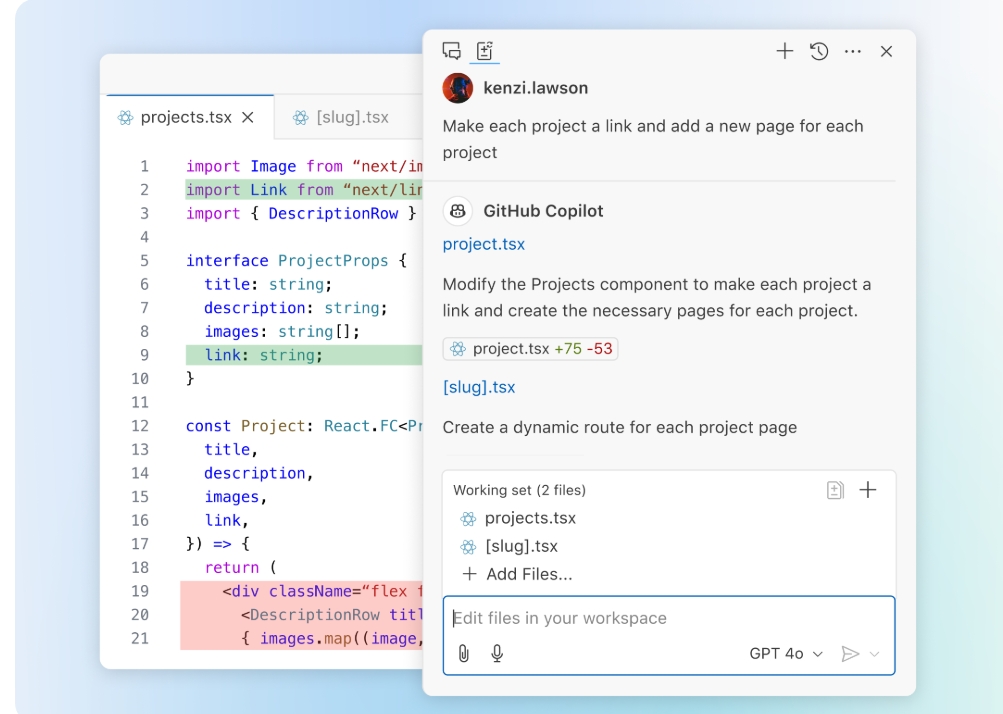 projects.tsx
[slug].tsx
1 import Image from “next/im
2 import Link from “next/lin
3 import { DescriptionRow }
4
5 interface ProjectProps {
6 title: string;
7 description: string;
8 images: string[];
9 link: string;
10 }
11
12 const Project: React.FC<Pr
13 title,
14 description,
15 images,
16 link,
17 }) => {
18 return (
19 <div className=“flex f
20 <DescriptionRow titl
21 { images.map((image,
kenzi.lawson
Make each project a link and add a new page for each
project
GitHub Copilot
project.tsx
Modify the Projects component to make each project a
link and create the necessary pages for each project.
project.tsx +75 -53
[slug].tsx
Create a dynamic route for each project page
Working set (2 files)
projects.tsx
[slug].tsx
+ Add Files...
Edit files in your workspace
GPT 4o